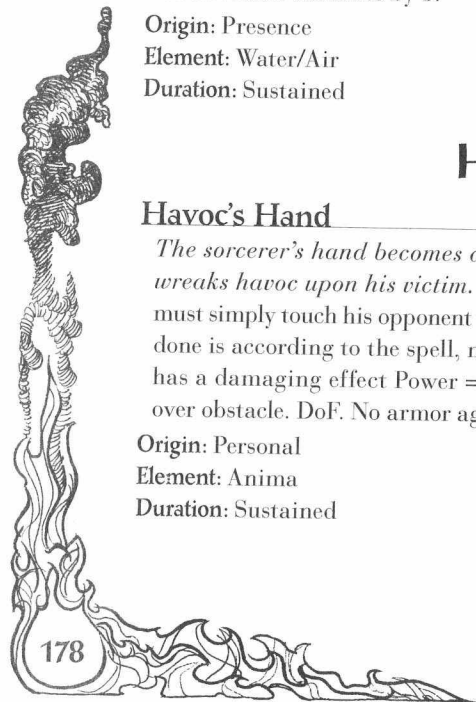 Origin: Presence
Element: Water/Air
Duration: Sustained
H
Havoc's Hand
The sorcerer's hand becomes
wreaks havoc upon his victim.
must simply touch his opponent
done is according to the spell,
has a damaging effect Power =
over obstacle. DoF. No armor
Origin: Personal
Element: Anima
Duration: Sustained
178